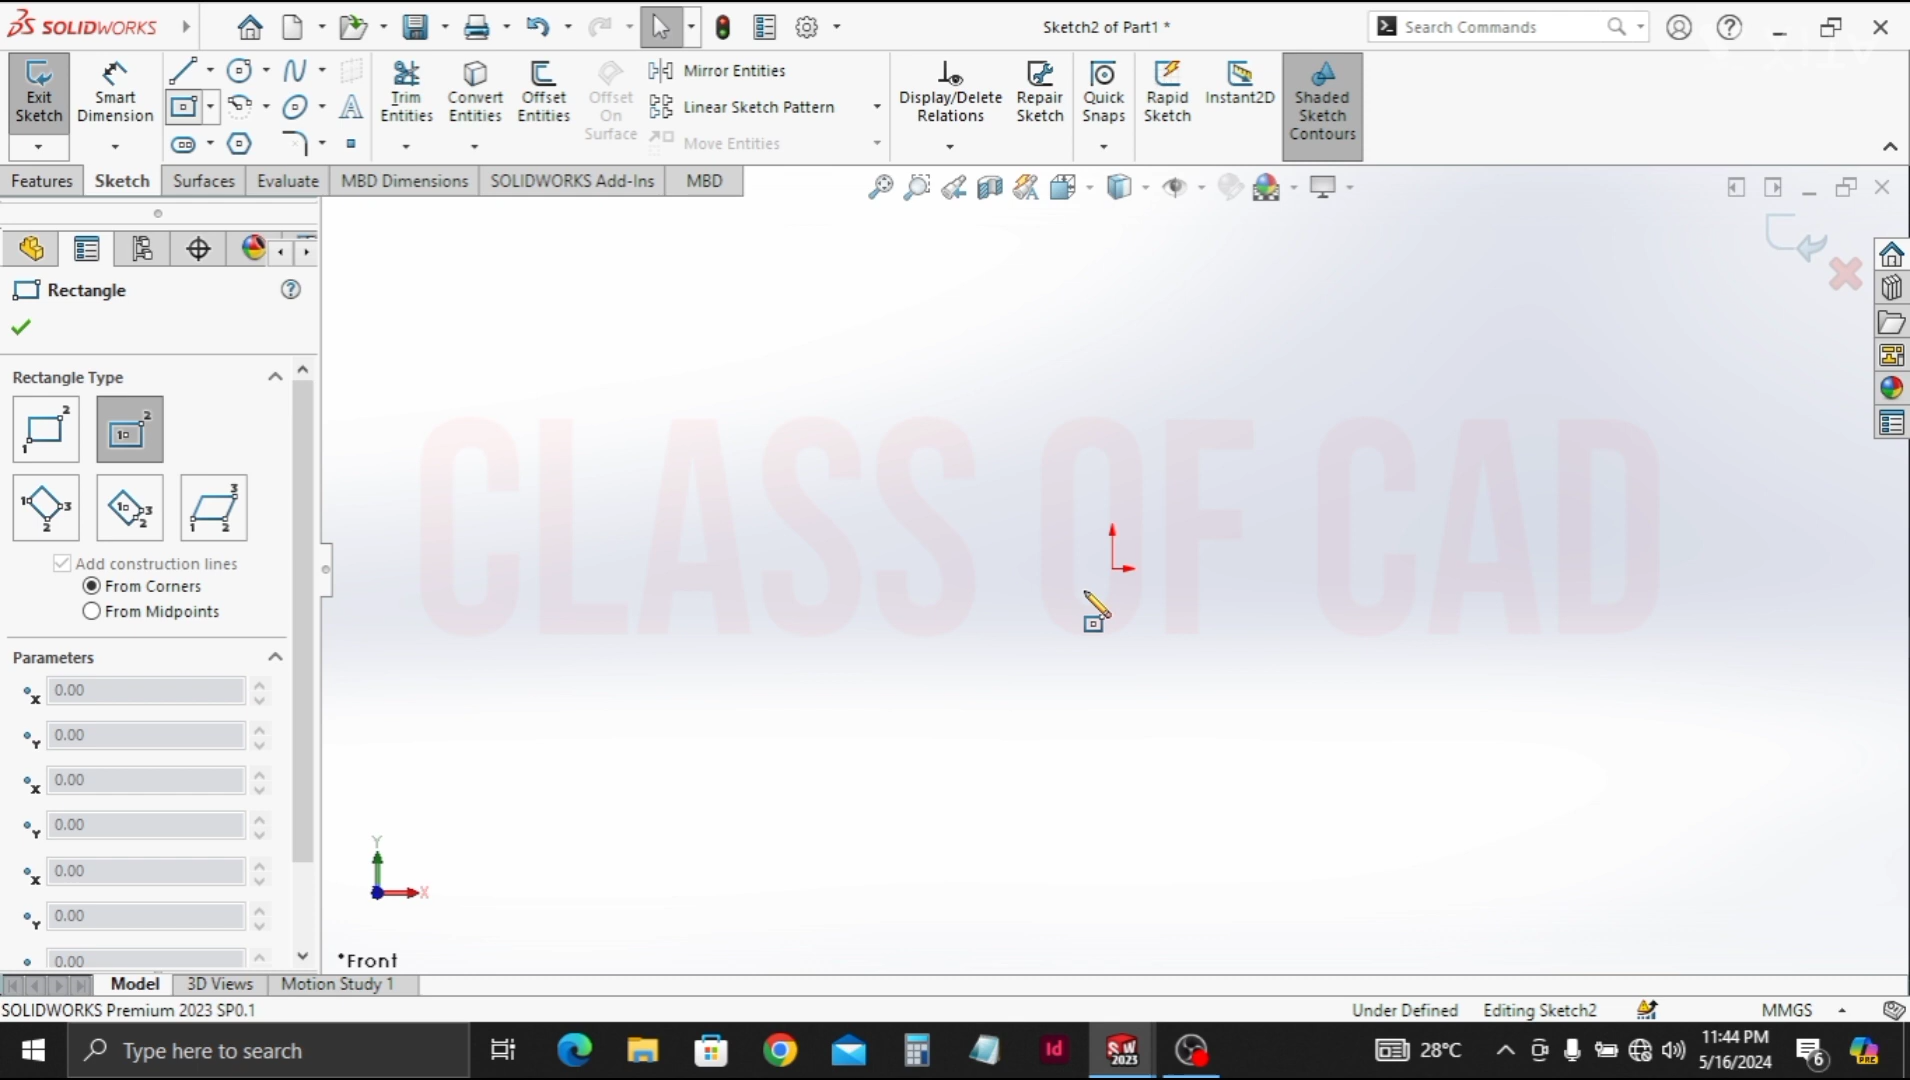 SOLIDWORKS
Sketch2 of Part1 *
Search Commands
Exit Sketch
Smart Dimension
Trim Entities
Convert Entities
Offset Entities
Offset On Surface
Mirror Entities
Linear Sketch Pattern
Move Entities
Display/Delete Relations
Repair Sketch
Quick Snaps
Rapid Sketch
Instant2D
Shaded Sketch Contours
Features
Sketch
Surfaces
Evaluate
MBD Dimensions
SOLIDWORKS Add-Ins
MBD
Rectangle
Rectangle Type
Add construction lines
From Corners
From Midpoints
Parameters
0.00
0.00
0.00
0.00
0.00
0.00
0.00
CLASS OF CAD
Y
X
*Front
Model
3D Views
Motion Study 1
SOLIDWORKS Premium 2023 SP0.1
Under Defined
Editing Sketch2
MMGS
Type here to search
Id
SW 2023
28°C
11:44 PM
5/16/2024
6
PRE